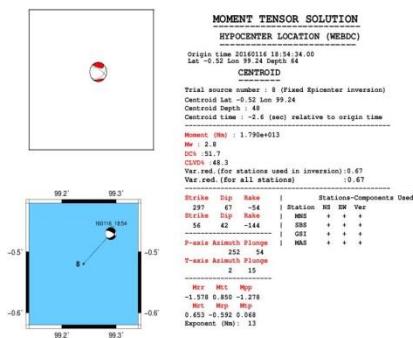 MOMENT TENSOR SOLUTION
HYPOCENTER LOCATION (WEBDC)
Origin time 20160116 18:54:34.00
Lat -0.52 Lon 99.24 Depth 64
CENTROID
Trial source number : 8 (Fixed Epicenter inversion)
Centroid Lat -0.52 Lon 99.24
Centroid Depth : 48
Centroid time : -2.6 (sec) relative to origin time
Moment (Nm) : 1.790e+013
Mw : 2.8
DC% :51.7
CLVD% :48.3
Var.red.(for stations used in inversion):0.67
Var.red.(for all stations) :0.67
Strike Dip Rake | Stations-Components Used
297 67 -54 | Station NS EW Ver
Strike Dip Rake | MNS + + +
56 42 -144 | SBS + + +
| GSI + + +
P-axis Azimuth Plunge | MAS + + +
252 54
T-axis Azimuth Plunge
2 15
Mrr Mtt Mpp
-1.578 0.850 -1.278
Mrt Mrp Mtp
0.653 -0.592 0.068
Exponent (Nm): 13
99.2˚ 99.3˚
160116_18:54
-0.5˚ -0.5˚
8
-0.6˚ -0.6˚
99.2˚ 99.3˚